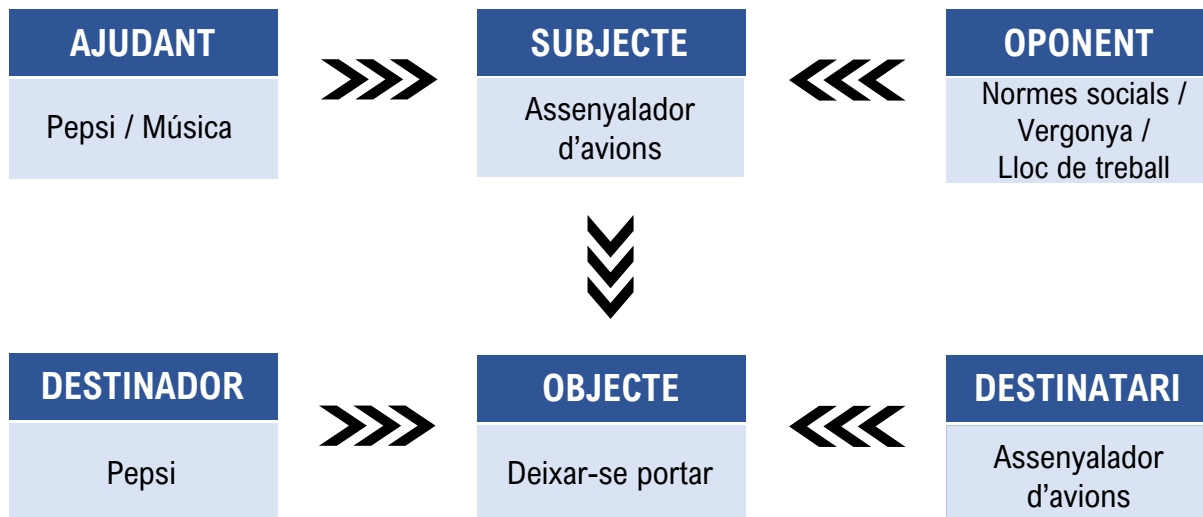 AJUDANT
Pepsi / Música
SUBJECTE
Assenyalador
d'avions
OPONENT
Normes socials /
Vergonya /
Lloc de treball
DESTINADOR
Pepsi
OBJECTE
Deixar-se portar
DESTINATARI
Assenyalador
d'avions